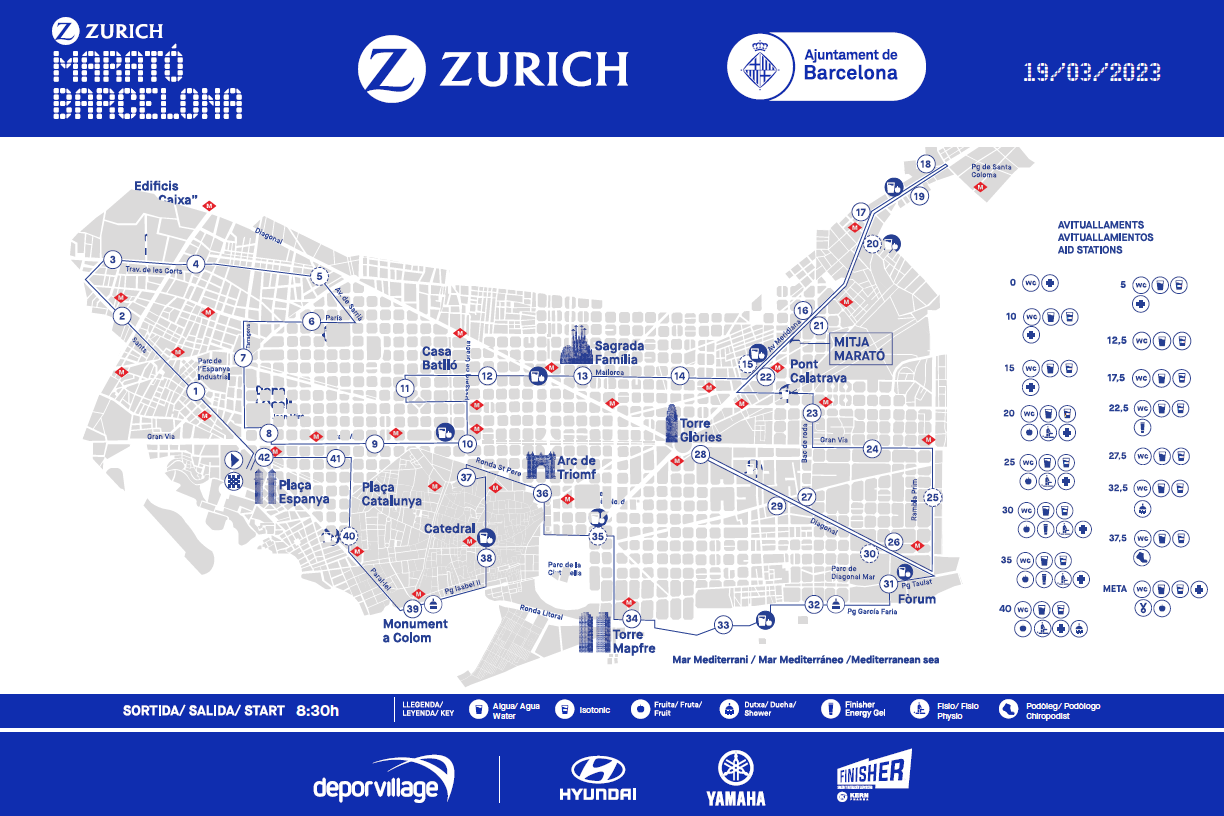 ZURICH
MARATÓ
BARCELONA
ZURICH
Ajuntament de
Barcelona
19/03/2023
Edificis
Caixa"
Diagonal
Pg de Santa
Coloma
18
19
17
20
3
4
5
Trav. de les Corts
Av. de Sarrià
2
6
Paris
Sants
7
Tarragona
Parc de
l'Espanya
Industrial
1
8
Gran Via
42
41
9
10
11
12
Casa
Batlló
Passeig de Gràcia
13
Mallorca
14
Sagrada
Família
15
16
21
22
Av Meridiana
MITJA
MARATÓ
Pont
Calatrava
23
Bac de roda
Gran Vía
24
25
Rambla Prim
Torre
Glòries
28
27
29
Diagonal
26
30
Parc de
Diagonal Mar
31
Pg Taulat
Fòrum
32
Pg García Faria
33
34
Torre
Mapfre
Ronda Litoral
Plaça
Espanya
Plaça
Catalunya
40
Paral·lel
39
Monument
a Colom
Pg Isabel II
38
Catedral
37
Ronda St Pere
36
Arc de
Triomf
35
Parc de la
Mar Mediterrani / Mar Mediterráneo /Mediterranean sea
AVITUALLAMENTS
AVITUALLAMIENTOS
AID STATIONS
0 WC
5 WC
10 WC
12,5 WC
15 WC
17,5 WC
20 WC
22,5 WC
25 WC
27,5 WC
30 WC
32,5 WC
35 WC
37,5 WC
40 WC
META WC
SORTIDA/ SALIDA/ START 8:30h
LLEGENDA/
LEYENDA/ KEY
Aigua/ Agua
Water
Isotonic
Fruita/ Fruta/
Fruit
Dutxa/ Ducha/
Shower
Finisher
Energy Gel
Fisio/ Fisio
Physio
Podòleg/ Podólogo
Chiropodist
deporvillage
HYUNDAI
YAMAHA
FINISHER
KERN